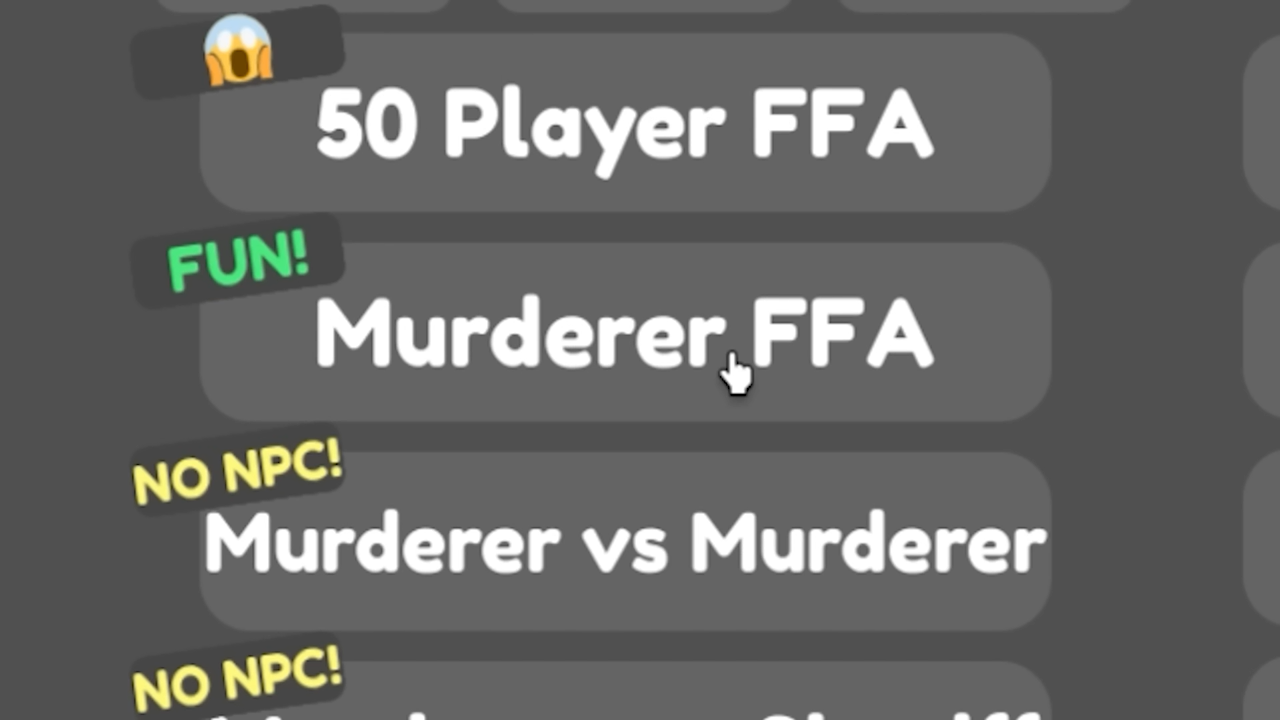 😱
50 Player FFA
FUN!
Murderer FFA
NO NPC!
Murderer vs Murderer
NO NPC!